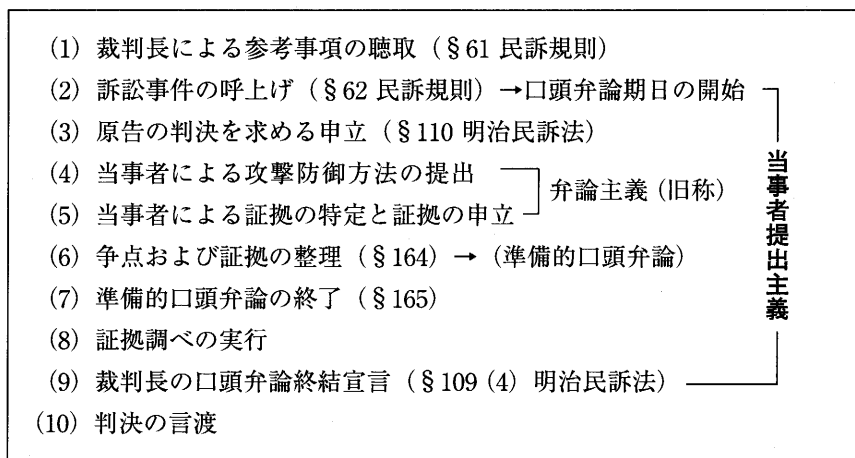 (1) 裁判長による参考事項の聴取（§61 民訴規則）
(2) 訴訟事件の呼上げ（§62 民訴規則）→口頭弁論期日の開始
(3) 原告の判決を求める申立（§110 明治民訴法）
(4) 当事者による攻撃防御方法の提出
弁論主義（旧称）
(5) 当事者による証拠の特定と証拠の申立
(6) 争点および証拠の整理（§164）→（準備的口頭弁論）
(7) 準備的口頭弁論の終了（§165）
(8) 証拠調べの実行
(9) 裁判長の口頭弁論終結宣言（§109 (4) 明治民訴法）
(10) 判決の言渡
当事者提出主義